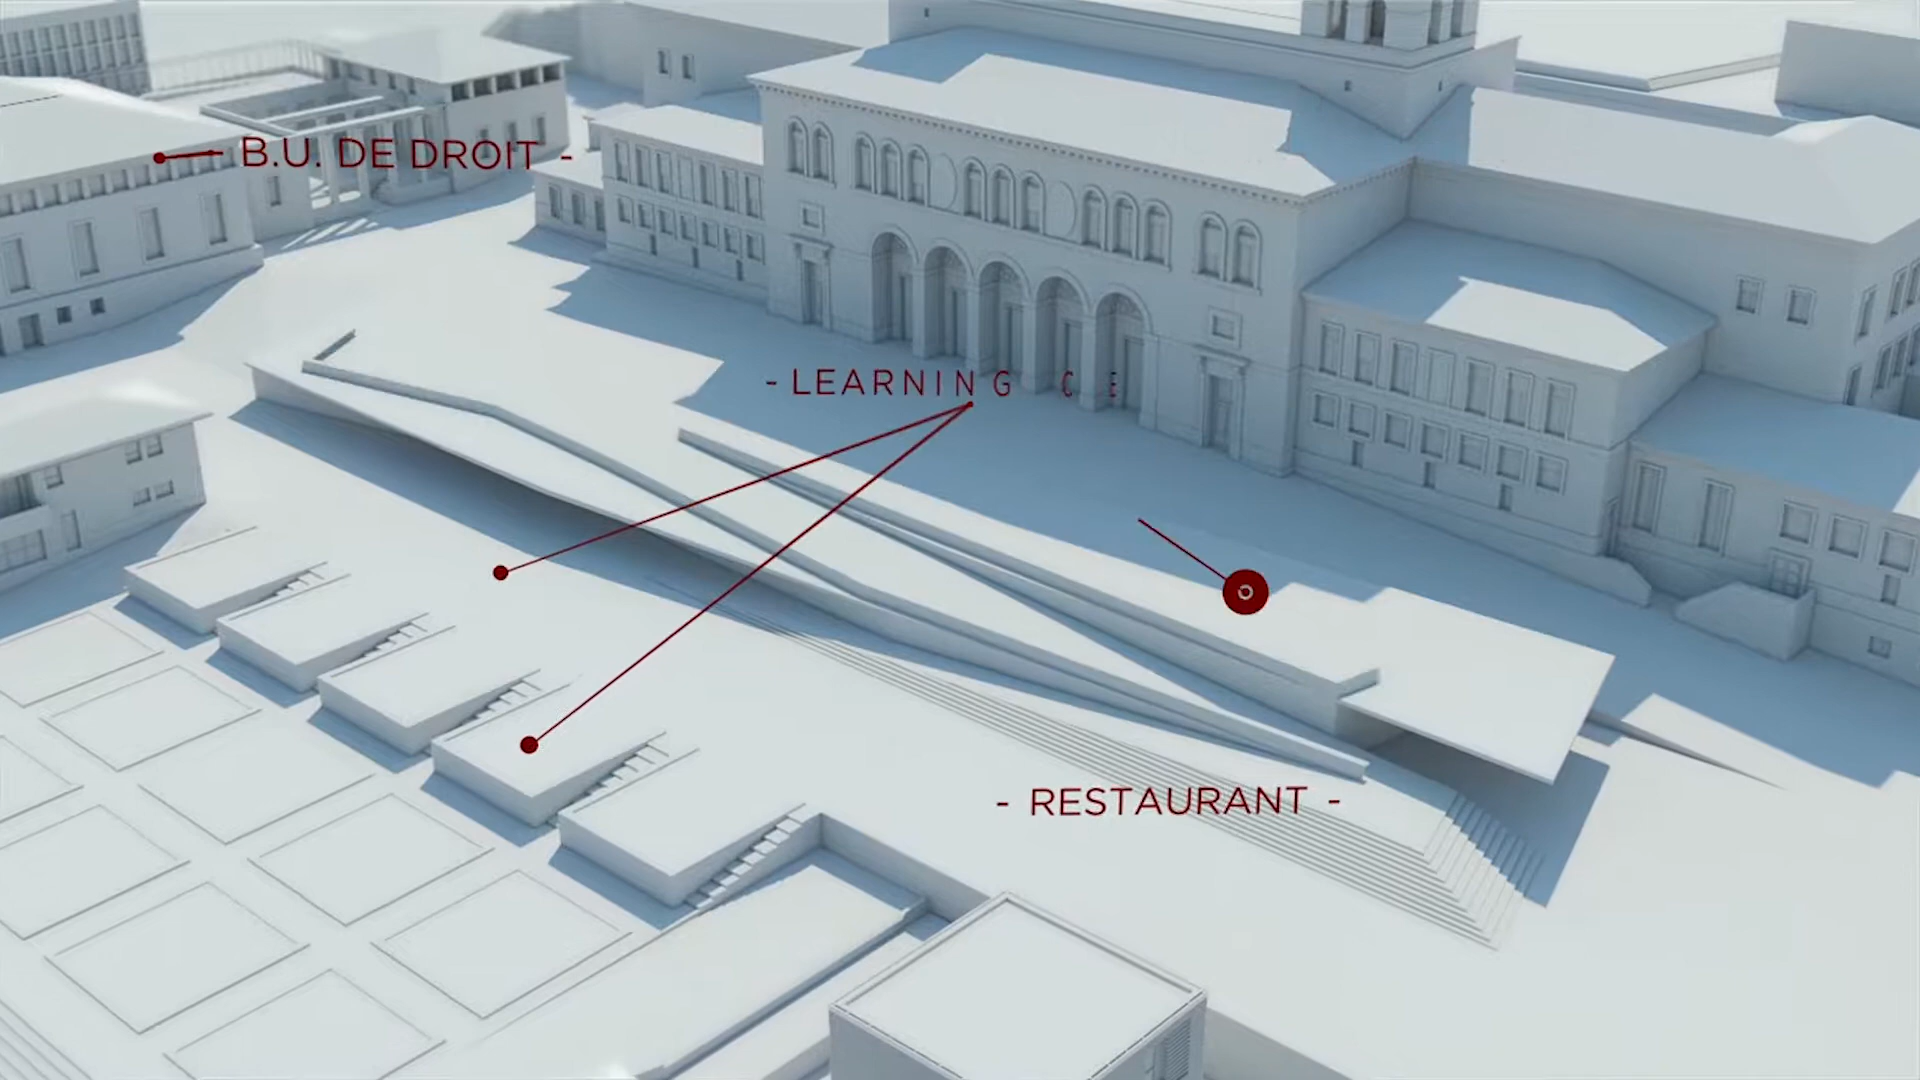 B.U. DE DROIT -
- LEARNING C E
- RESTAURANT -